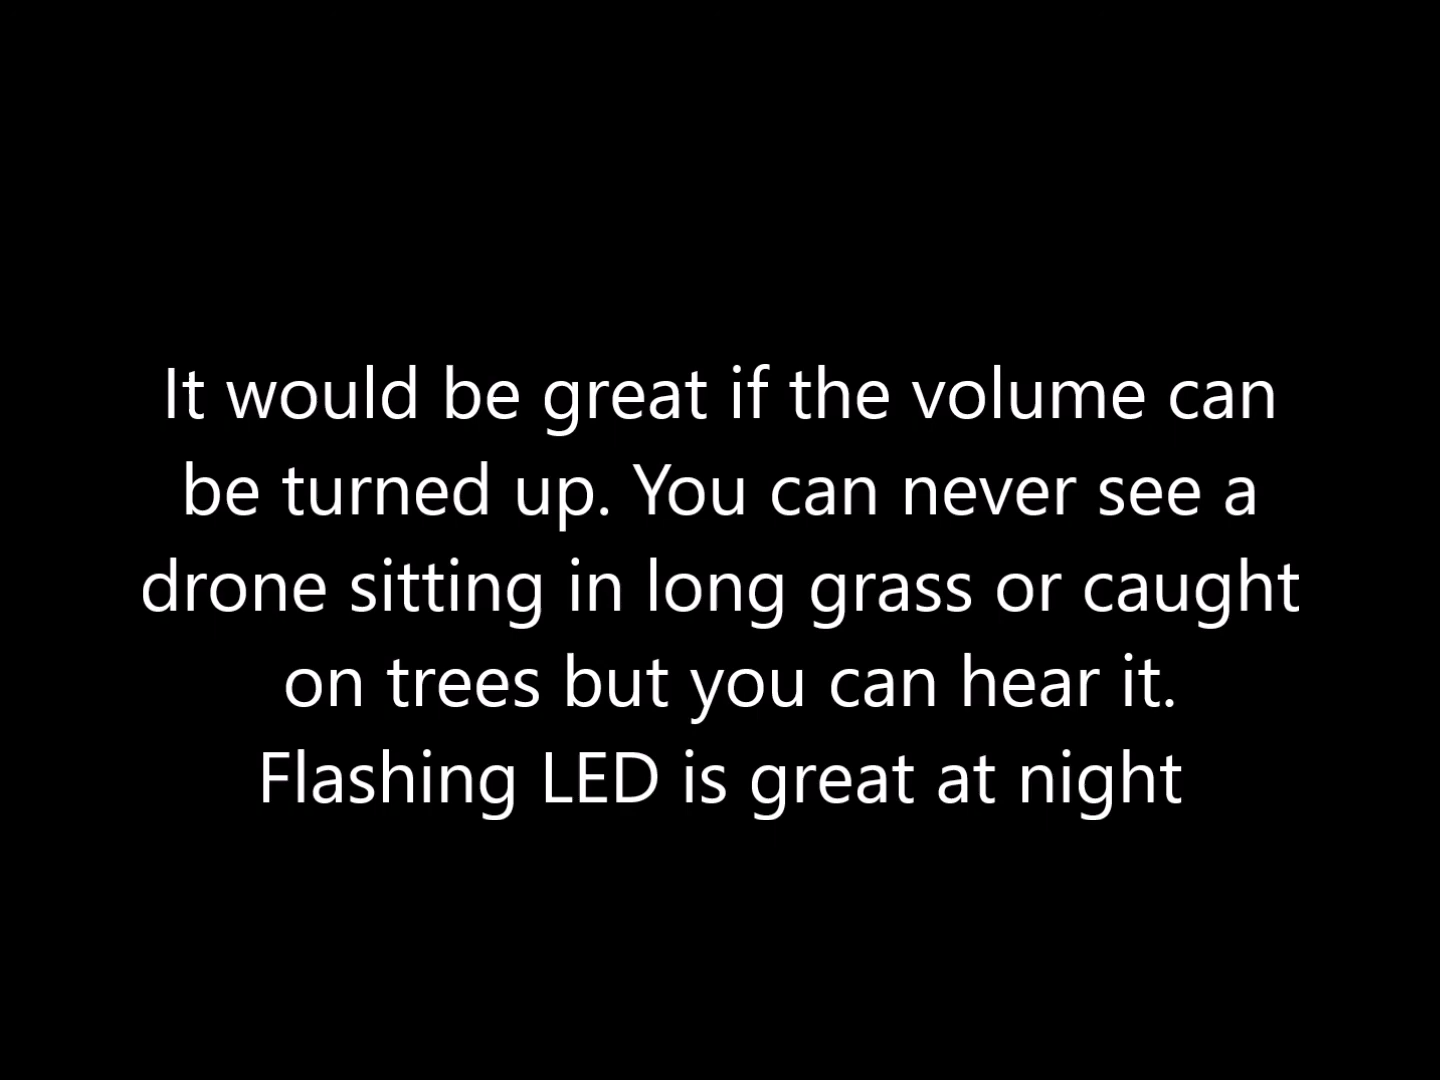 It would be great if the volume can
be turned up. You can never see a
drone sitting in long grass or caught
on trees but you can hear it.
Flashing LED is great at night